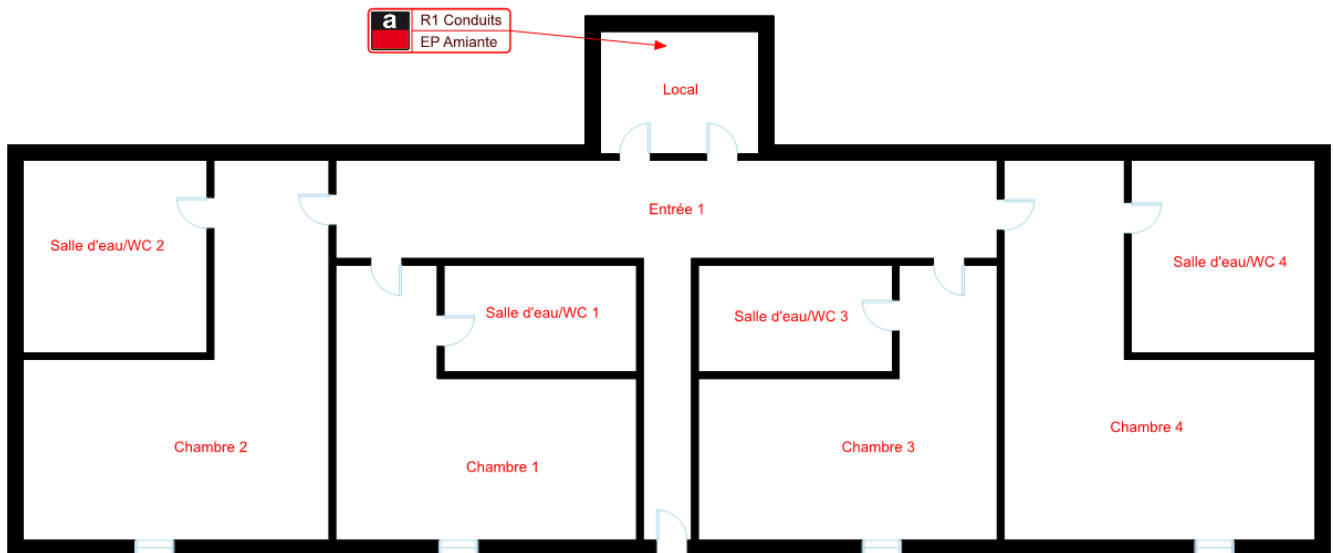 a
R1 Conduits
EP Amiante
Local
Entrée 1
Salle d'eau/WC 2
Salle d'eau/WC 4
Salle d'eau/WC 1
Salle d'eau/WC 3
Chambre 2
Chambre 1
Chambre 3
Chambre 4